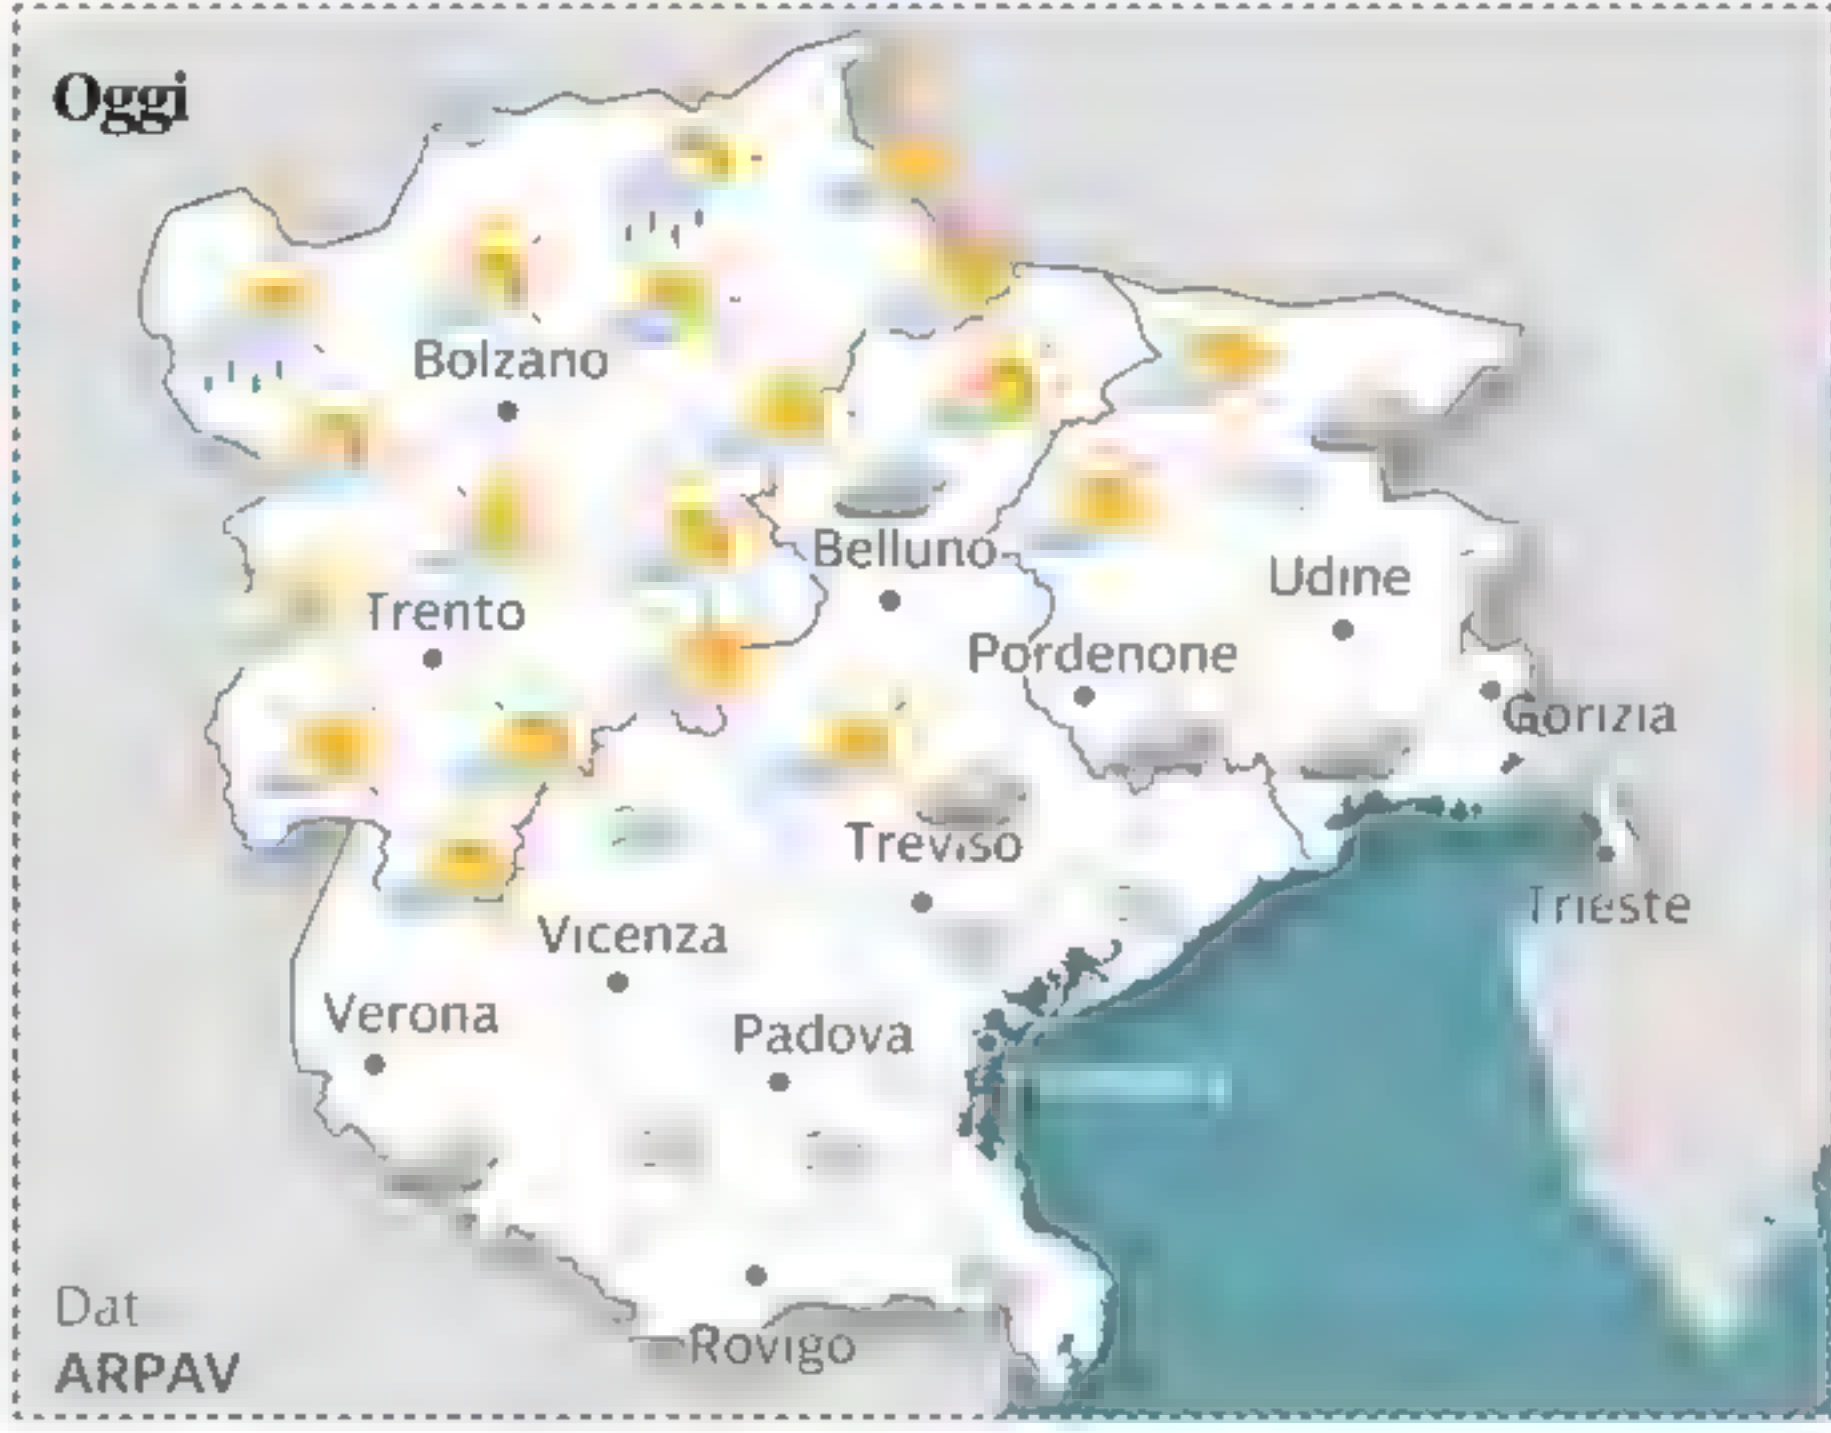 Oggi
Bolzano
Belluno
Udine
Trento
Pordenone
Gorizia
Treviso
Trieste
Vicenza
Verona
Padova
Dat
Rovigo
ARPAV